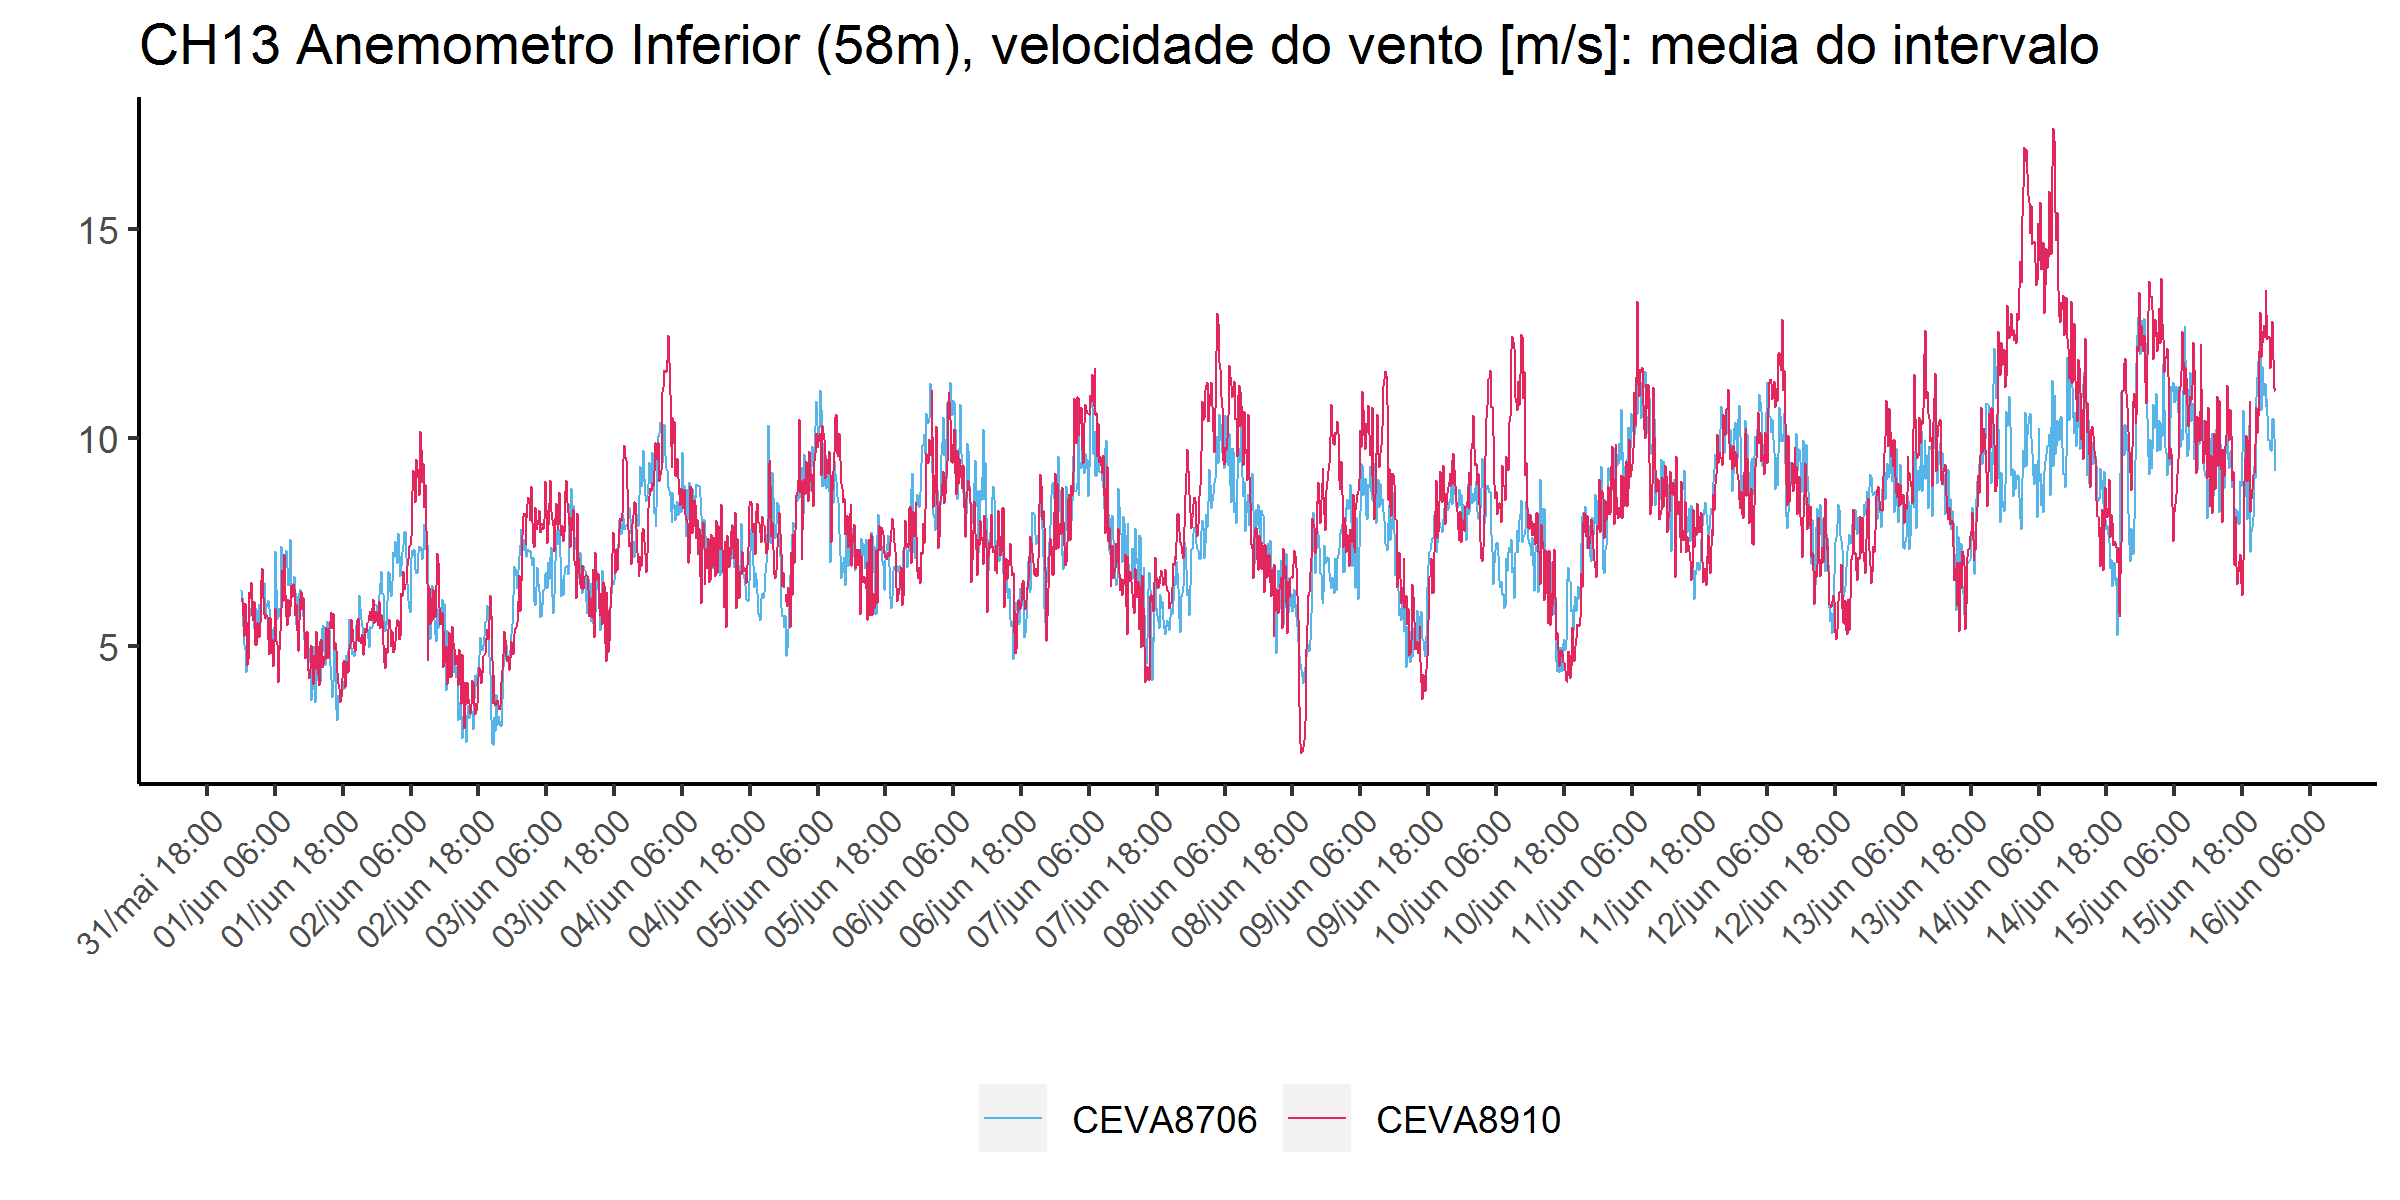 CH13 Anemometro Inferior (58m), velocidade do vento [m/s]: media do intervalo
15
10
5
31/mai 18:00
01/jun 06:00
01/jun 18:00
02/jun 06:00
02/jun 18:00
03/jun 06:00
03/jun 18:00
04/jun 06:00
04/jun 18:00
05/jun 06:00
05/jun 18:00
06/jun 06:00
06/jun 18:00
07/jun 06:00
07/jun 18:00
08/jun 06:00
08/jun 18:00
09/jun 06:00
09/jun 18:00
10/jun 06:00
10/jun 18:00
11/jun 06:00
11/jun 18:00
12/jun 06:00
12/jun 18:00
13/jun 06:00
13/jun 18:00
14/jun 06:00
14/jun 18:00
15/jun 06:00
15/jun 18:00
16/jun 06:00
CEVA8706
CEVA8910